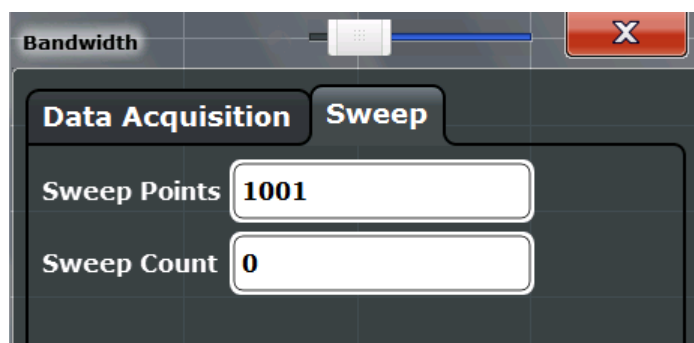 Bandwidth
X
Data Acquisition Sweep
Sweep Points 1001
Sweep Count 0